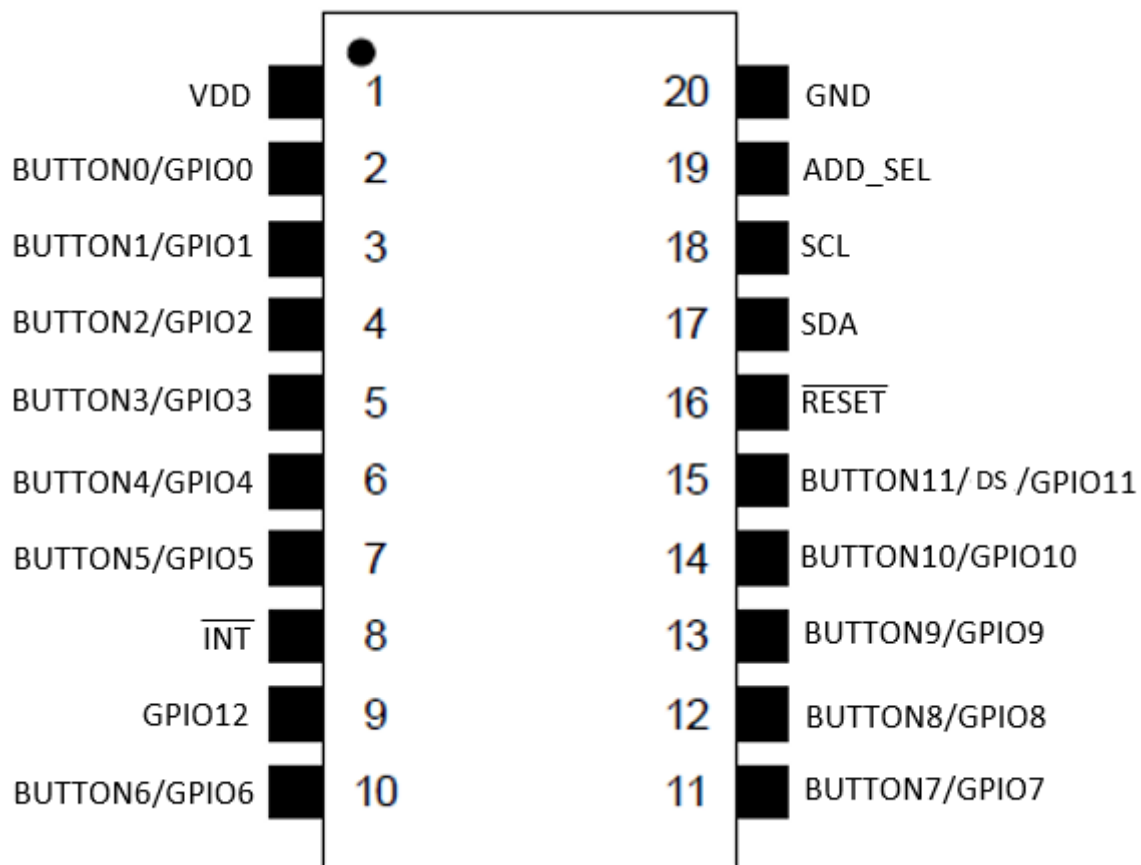 VDD 1 20 GND
BUTTON0/GPIO0 2 19 ADD_SEL
BUTTON1/GPIO1 3 18 SCL
BUTTON2/GPIO2 4 17 SDA
BUTTON3/GPIO3 5 16 R̅E̅S̅E̅T̅
BUTTON4/GPIO4 6 15 BUTTON11/ DS /GPIO11
BUTTON5/GPIO5 7 14 BUTTON10/GPIO10
I̅N̅T̅ 8 13 BUTTON9/GPIO9
GPIO12 9 12 BUTTON8/GPIO8
BUTTON6/GPIO6 10 11 BUTTON7/GPIO7